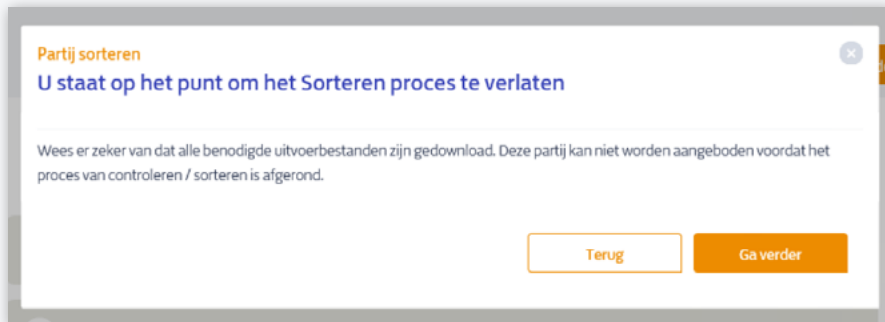 Partij sorteren
U staat op het punt om het Sorteren proces te verlaten
Wees er zeker van dat alle benodigde uitvoerbestanden zijn gedownload. Deze partij kan niet worden aangeboden voordat het
proces van controleren / sorteren is afgerond.
Terug
Ga verder